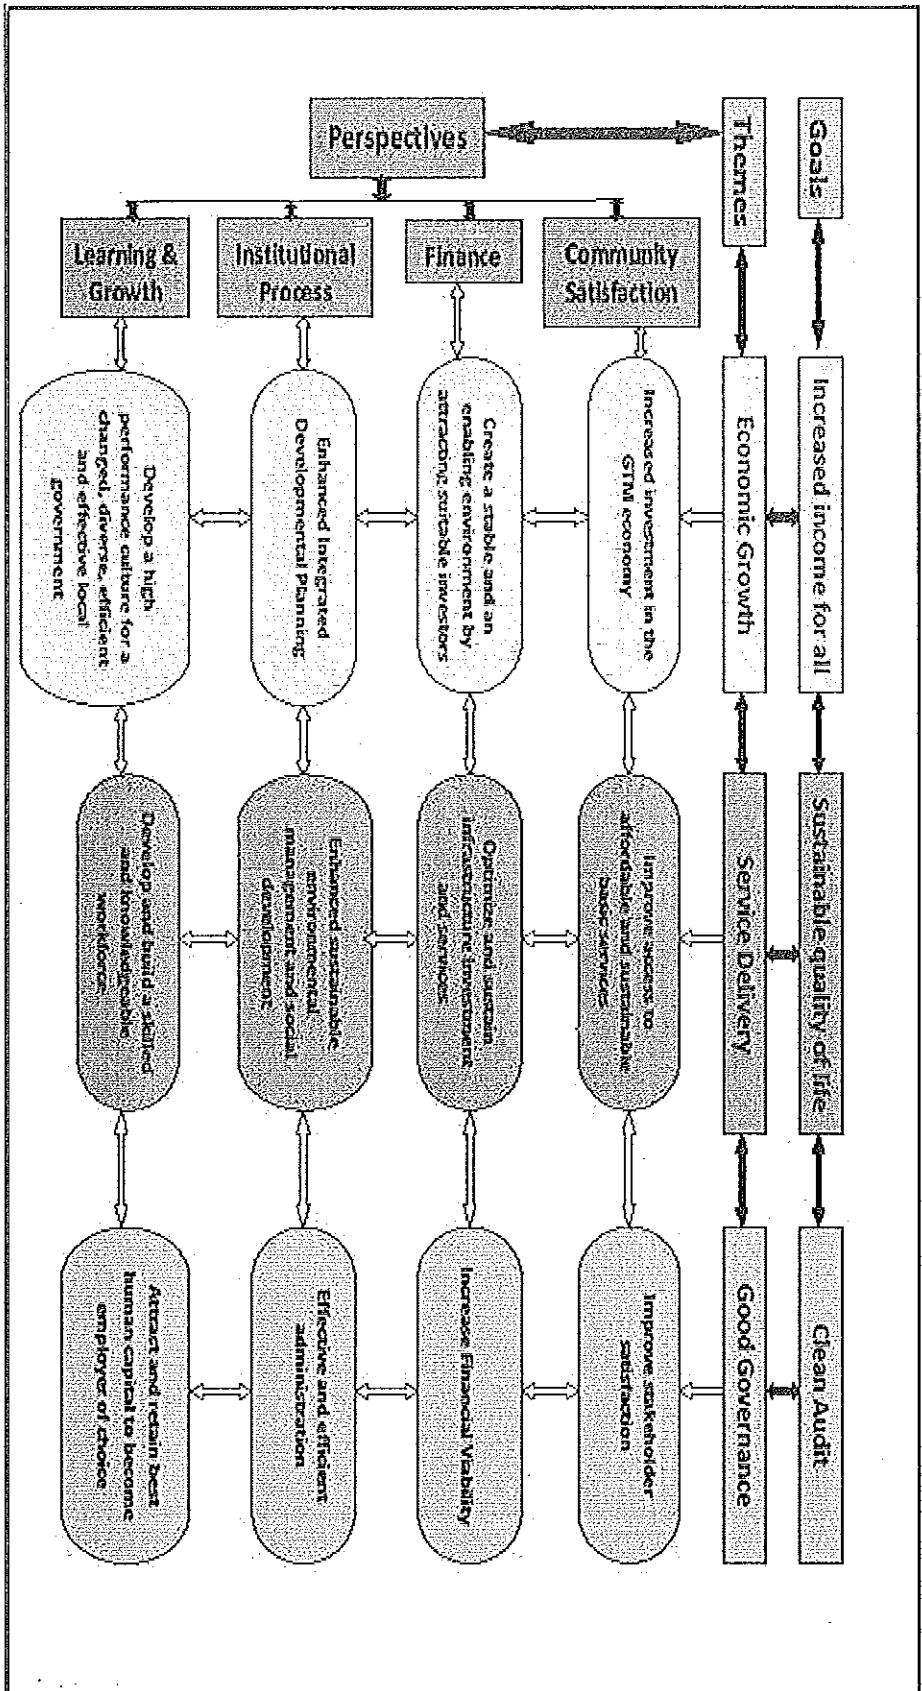 Goals
Increased income for all
Sustainable quality of life
Clean Audit
Themes
Economic Growth
Service Delivery
Good Governance
Perspectives
Community
Satisfaction
Increased investment in the
GTM economy
Improve access to
affordable and sustainable
basic services
Improve stakeholder
satisfaction
Finance
Create a stable and an
enabling environment by
attracting suitable investors
Optimize and sustain
infrastructure investment
and services
Increase Financial Viability
Institutional
Process
Enhanced Integrated
Developmental Planning
Enhanced sustainable
environmental
management and social
development
Effective and efficient
administration
Learning &
Growth
Develop a high
performance culture for a
changed, diverse, efficient
and effective local
government
Develop and build a skilled
and knowledgeable
workforce
Attract and retain best
human capital to become
employer of choice